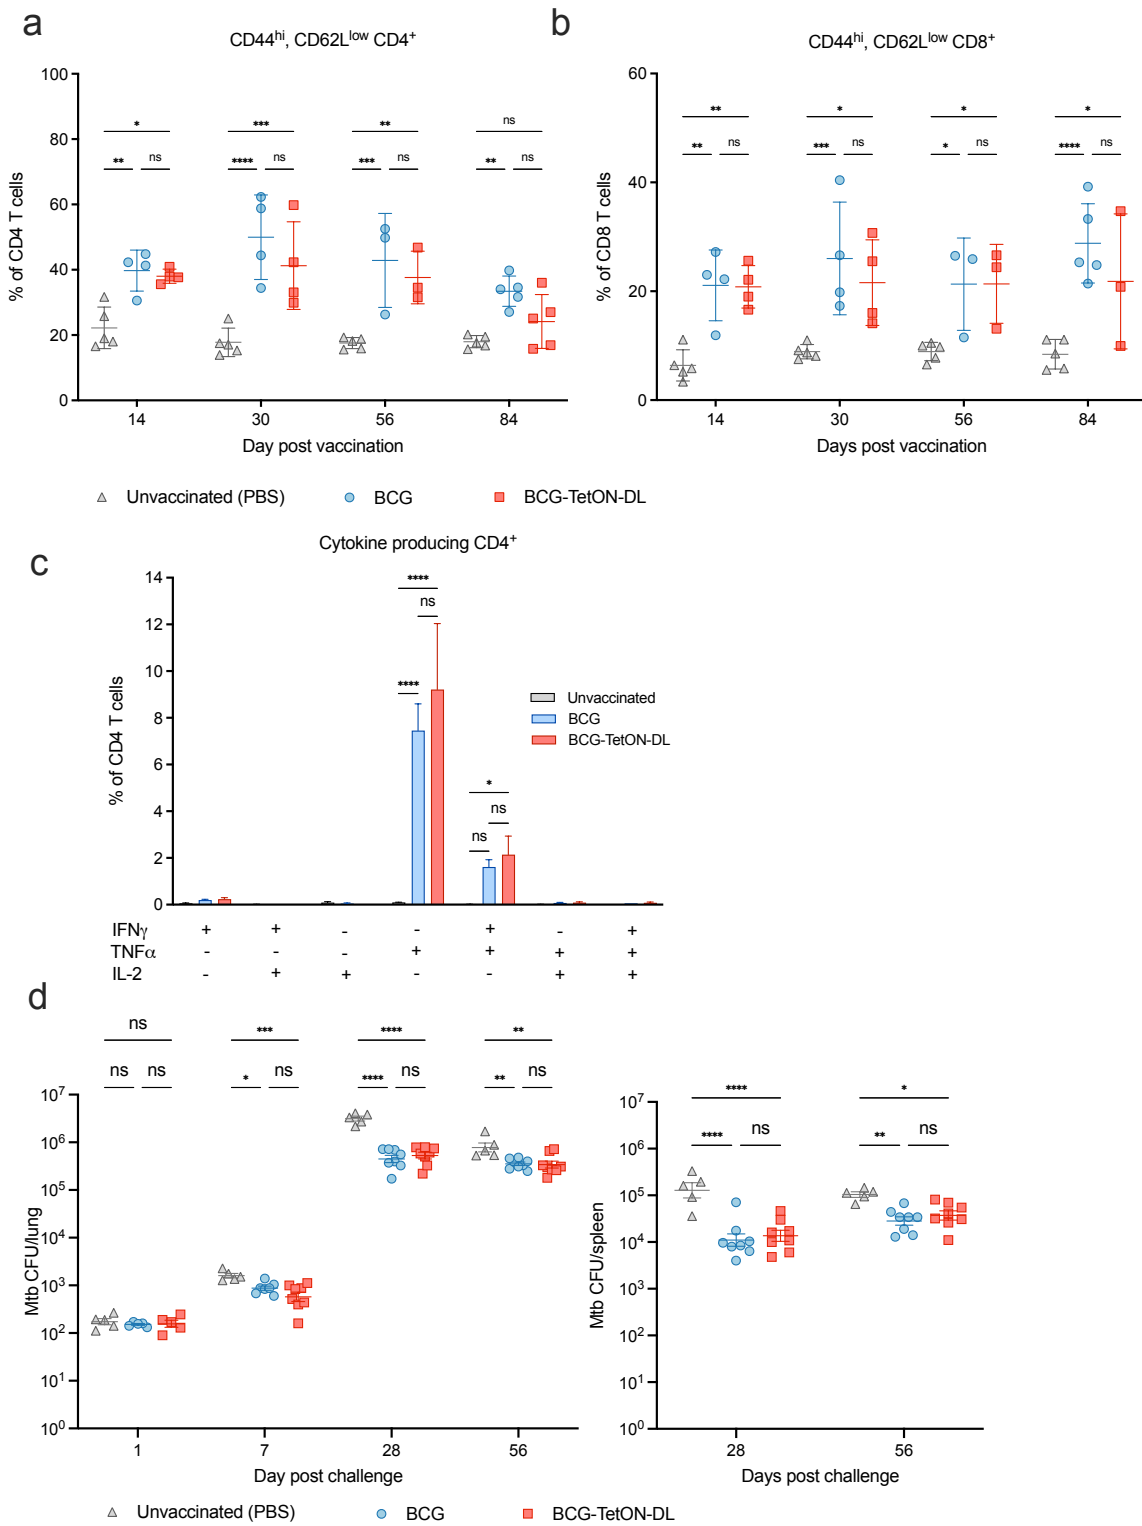 a
CD44hi, CD62Llow CD4+
% of CD4 T cells
100
80
60
40
20
0
* *** ** ns
** ns **** ns *** ns ** ns
14 30 56 84
Day post vaccination
b
CD44hi, CD62Llow CD8+
% of CD8 T cells
60
40
20
0
** * * *
** ns *** ns * ns **** ns
14 30 56 84
Days post vaccination
Unvaccinated (PBS) BCG BCG-TetON-DL
c
Cytokine producing CD4+
% of CD4 T cells
14
12
10
8
6
4
2
0
****
ns
****
*
ns
ns
Unvaccinated
BCG
BCG-TetON-DL
IFNγ + + - - + - +
TNFα - - - + + + +
IL-2 - + + - - + +
d
ns *** **** **
ns ns * ns **** ns ** ns
Mtb CFU/lung
107
106
105
104
103
102
101
100
1 7 28 56
Day post challenge
**** *
**** ns ** ns
Mtb CFU/spleen
107
106
105
104
103
102
101
100
28 56
Days post challenge
Unvaccinated (PBS) BCG BCG-TetON-DL